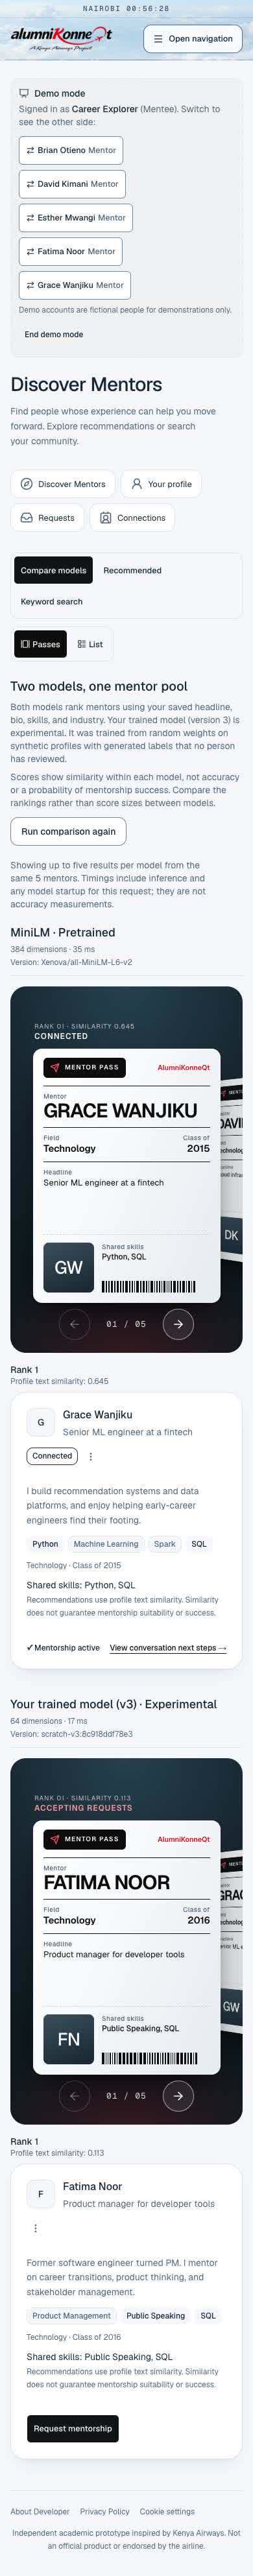 NAIROBI 00:56:28
alumniKonneQt
A Kenya Airways Project
Open navigation
Demo mode
Signed in as Career Explorer (Mentee). Switch to
see the other side:
Brian Otieno Mentor
David Kimani Mentor
Esther Mwangi Mentor
Fatima Noor Mentor
Grace Wanjiku Mentor
Demo accounts are fictional people for demonstrations only.
End demo mode
Discover Mentors
Find people whose experience can help you move
forward. Explore recommendations or search
your community.
Discover Mentors
Your profile
Requests
Connections
Compare models
Recommended
Keyword search
Passes
List
Two models, one mentor pool
Both models rank mentors using your saved headline,
bio, skills, and industry. Your trained model (version 3) is
experimental. It was trained from random weights on
synthetic profiles with generated labels that no person
has reviewed.
Scores show similarity within each model, not accuracy
or a probability of mentorship success. Compare the
rankings rather than score sizes between models.
Run comparison again
Showing up to five results per model from the
same 5 mentors. Timings include inference and
any model startup for this request; they are not
accuracy measurements.
MiniLM · Pretrained
384 dimensions · 35 ms
Version: Xenova/all-MiniLM-L6-v2
RANK 01 · SIMILARITY 0.645
CONNECTED
MENTOR PASS
AlumniKonneQt
Mentor
GRACE WANJIKU
Field
Class of
Technology
2015
Headline
Senior ML engineer at a fintech
GW
Shared skills
Python, SQL
DK
01 / 05
Rank 1
Profile text similarity: 0.645
G
Grace Wanjiku
Senior ML engineer at a fintech
Connected
I build recommendation systems and data
platforms, and enjoy helping early-career
engineers find their footing.
Python
Machine Learning
Spark
SQL
Technology · Class of 2015
Shared skills: Python, SQL
Recommendations use profile text similarity. Similarity
does not guarantee mentorship suitability or success.
✓ Mentorship active
View conversation next steps →
Your trained model (v3) · Experimental
64 dimensions · 17 ms
Version: scratch-v3:8c918ddf78e3
RANK 01 · SIMILARITY 0.113
ACCEPTING REQUESTS
MENTOR PASS
AlumniKonneQt
Mentor
FATIMA NOOR
Field
Class of
Technology
2016
Headline
Product manager for developer tools
FN
Shared skills
Public Speaking, SQL
GW
01 / 05
Rank 1
Profile text similarity: 0.113
F
Fatima Noor
Product manager for developer tools
Former software engineer turned PM. I mentor
on career transitions, product thinking, and
stakeholder management.
Product Management
Public Speaking
SQL
Technology · Class of 2016
Shared skills: Public Speaking, SQL
Recommendations use profile text similarity. Similarity
does not guarantee mentorship suitability or success.
Request mentorship
About Developer
Privacy Policy
Cookie settings
Independent academic prototype inspired by Kenya Airways. Not
an official product or endorsed by the airline.